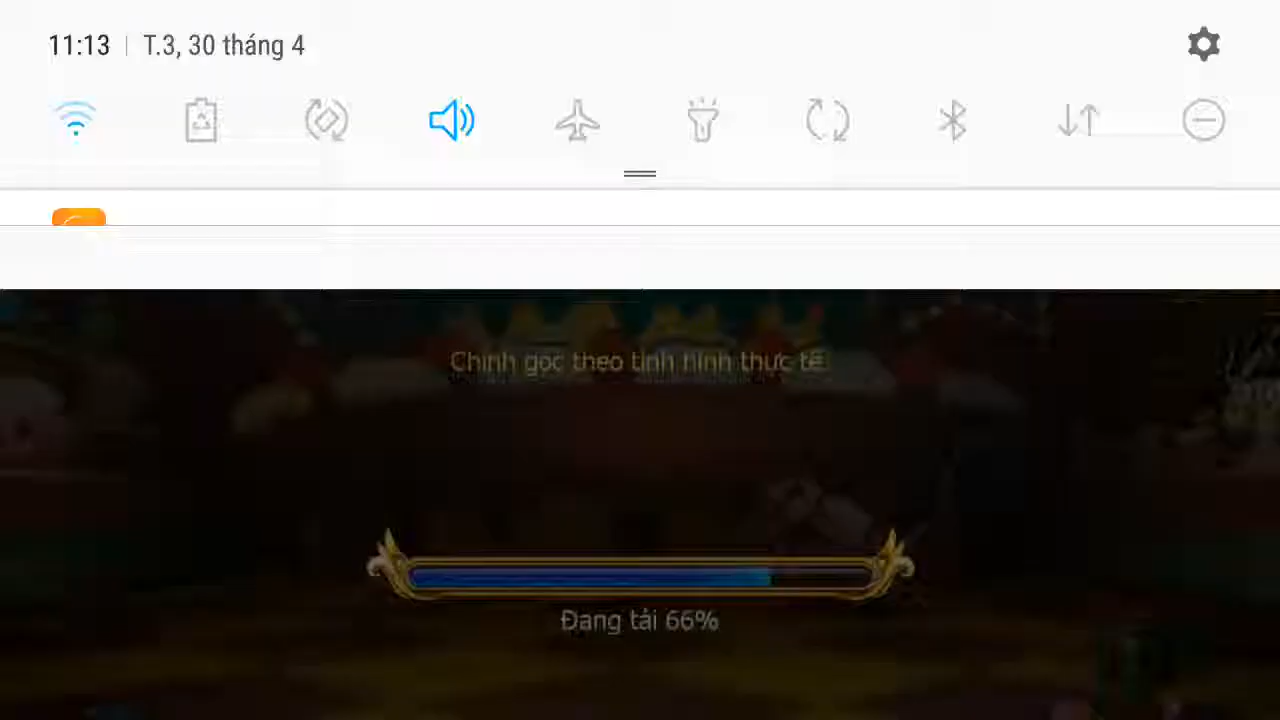 11:13 | T.3, 30 tháng 4
Chỉnh gọc theo tình hình thực tế!
Đang tải 66%